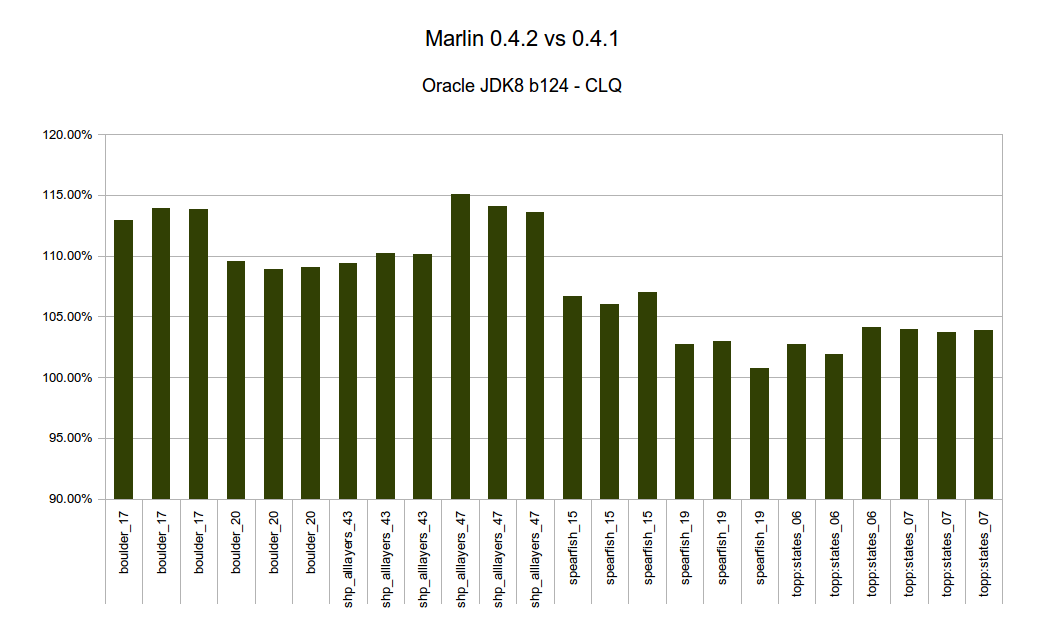 Marlin 0.4.2 vs 0.4.1
Oracle JDK8 b124 - CLQ
120.00%
115.00%
110.00%
105.00%
100.00%
95.00%
90.00%
boulder_17
boulder_17
boulder_17
boulder_20
boulder_20
boulder_20
shp_alllayers_43
shp_alllayers_43
shp_alllayers_43
shp_alllayers_47
shp_alllayers_47
shp_alllayers_47
spearfish_15
spearfish_15
spearfish_15
spearfish_19
spearfish_19
spearfish_19
topp:states_06
topp:states_06
topp:states_06
topp:states_07
topp:states_07
topp:states_07